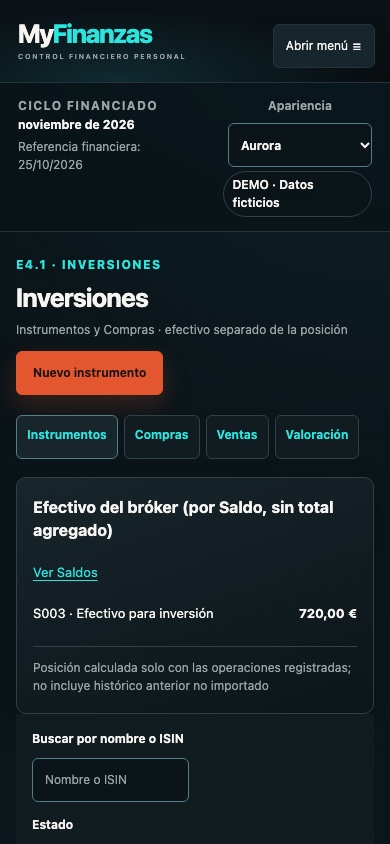 MyFinanzas
CONTROL FINANCIERO PERSONAL
Abrir menú ≡
CICLO FINANCIADO
noviembre de 2026
Referencia financiera:
25/10/2026
Apariencia
Aurora
DEMO · Datos
ficticios
E4.1 · INVERSIONES
Inversiones
Instrumentos y Compras · efectivo separado de la posición
Nuevo instrumento
Instrumentos
Compras
Ventas
Valoración
Efectivo del bróker (por Saldo, sin total
agregado)
Ver Saldos
S003 · Efectivo para inversión 720,00 €
Posición calculada solo con las operaciones registradas;
no incluye histórico anterior no importado
Buscar por nombre o ISIN
Nombre o ISIN
Estado